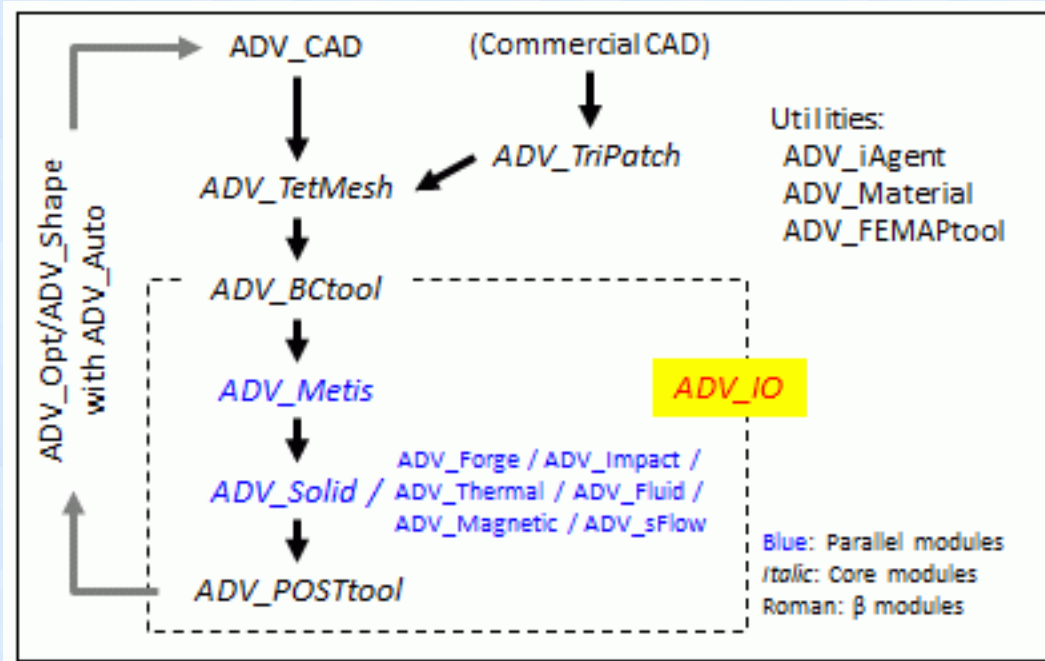 ADV_CAD
(Commercial CAD)
ADV_TriPatch
ADV_TetMesh
Utilities:
ADV_iAgent
ADV_Material
ADV_FEMAPtool
ADV_Opt/ADV_Shape
with ADV_Auto
ADV_BCtool
ADV_Metis
ADV_IO
ADV_Solid /
ADV_Forge / ADV_Impact /
ADV_Thermal / ADV_Fluid /
ADV_Magnetic / ADV_sFlow
ADV_POSTtool
Blue: Parallel modules
Italic: Core modules
Roman: β modules